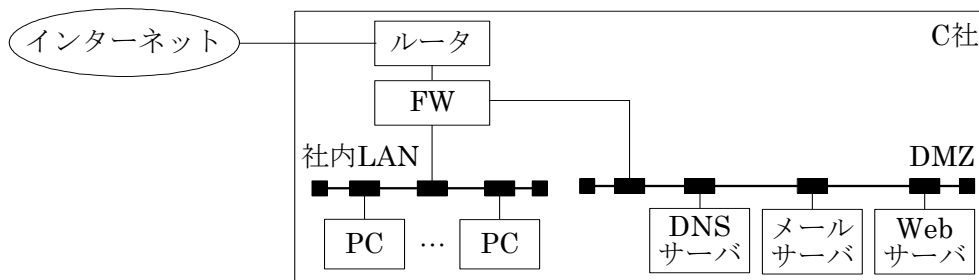 インターネット
ルータ
C社
FW
社内LAN
DMZ
PC
…
PC
DNS
サーバ
メール
サーバ
Web
サーバ